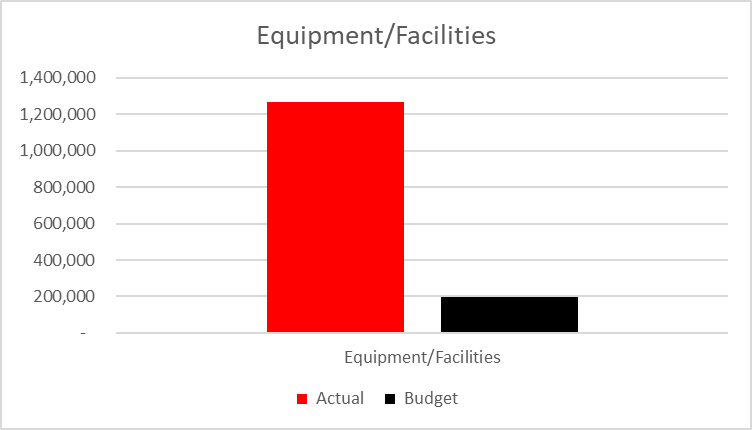 Equipment/Facilities
1,400,000
1,200,000
1,000,000
800,000
600,000
400,000
200,000
-
Equipment/Facilities
Actual Budget